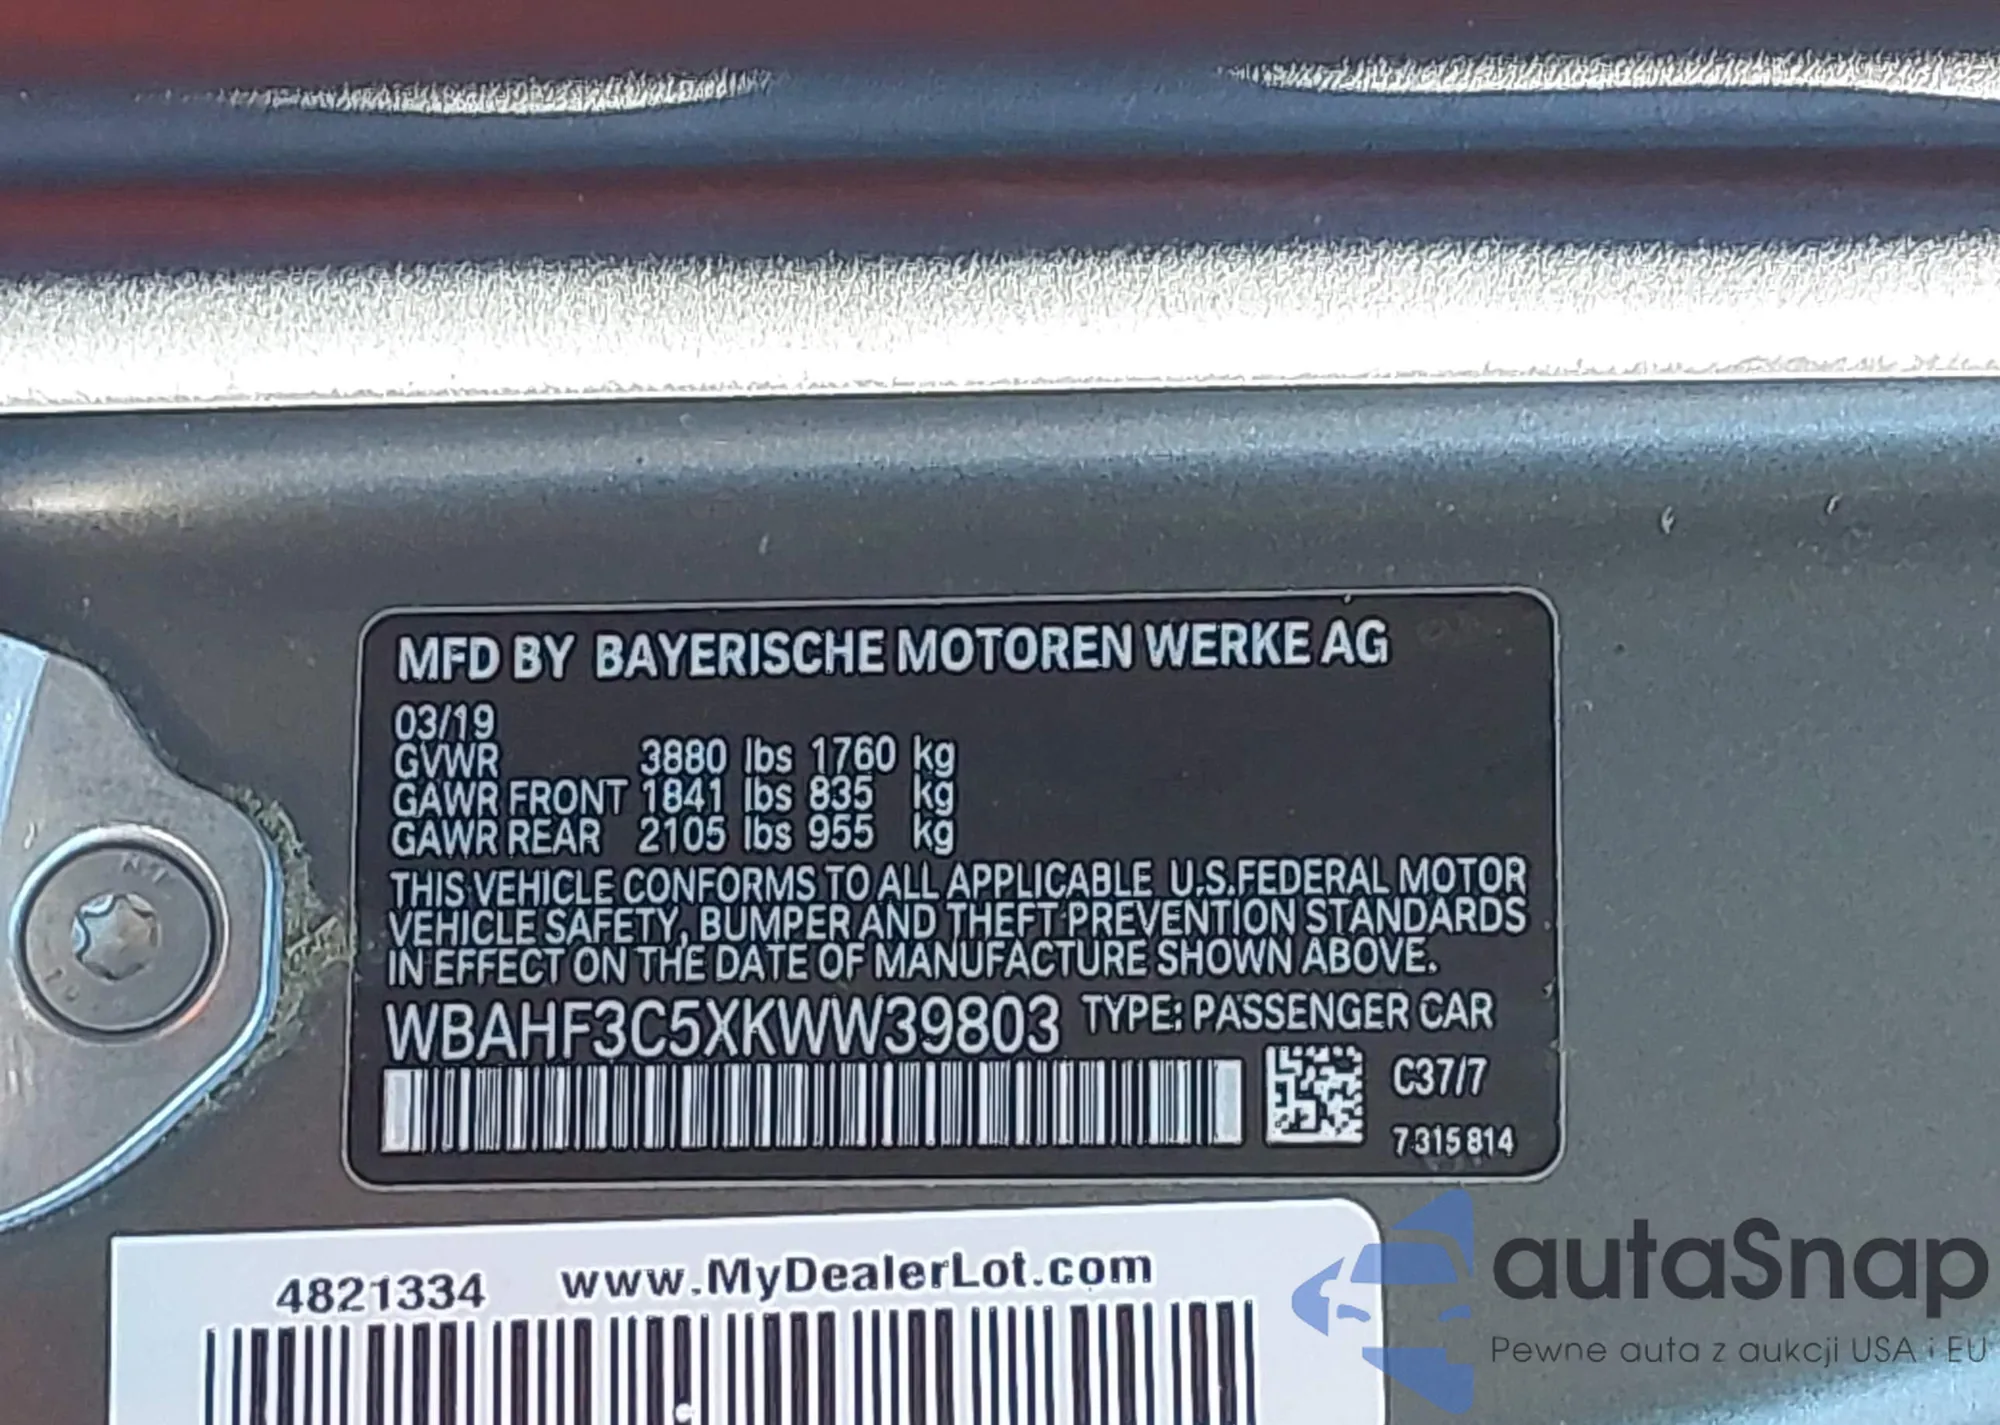 MFD BY BAYERISCHE MOTOREN WERKE AG
03/19
GVWR 3880 lbs 1760 kg
GAWR FRONT 1841 lbs 835 kg
GAWR REAR 2105 lbs 955 kg
THIS VEHICLE CONFORMS TO ALL APPLICABLE U.S.FEDERAL MOTOR
VEHICLE SAFETY, BUMPER AND THEFT PREVENTION STANDARDS
IN EFFECT ON THE DATE OF MANUFACTURE SHOWN ABOVE.
WBAHF3C5XKWW39803 TYPE: PASSENGER CAR
C37/7
7315814
4821334 www.MyDealerLot.com
autaSnap
Pewne auta z aukcji USA i EU